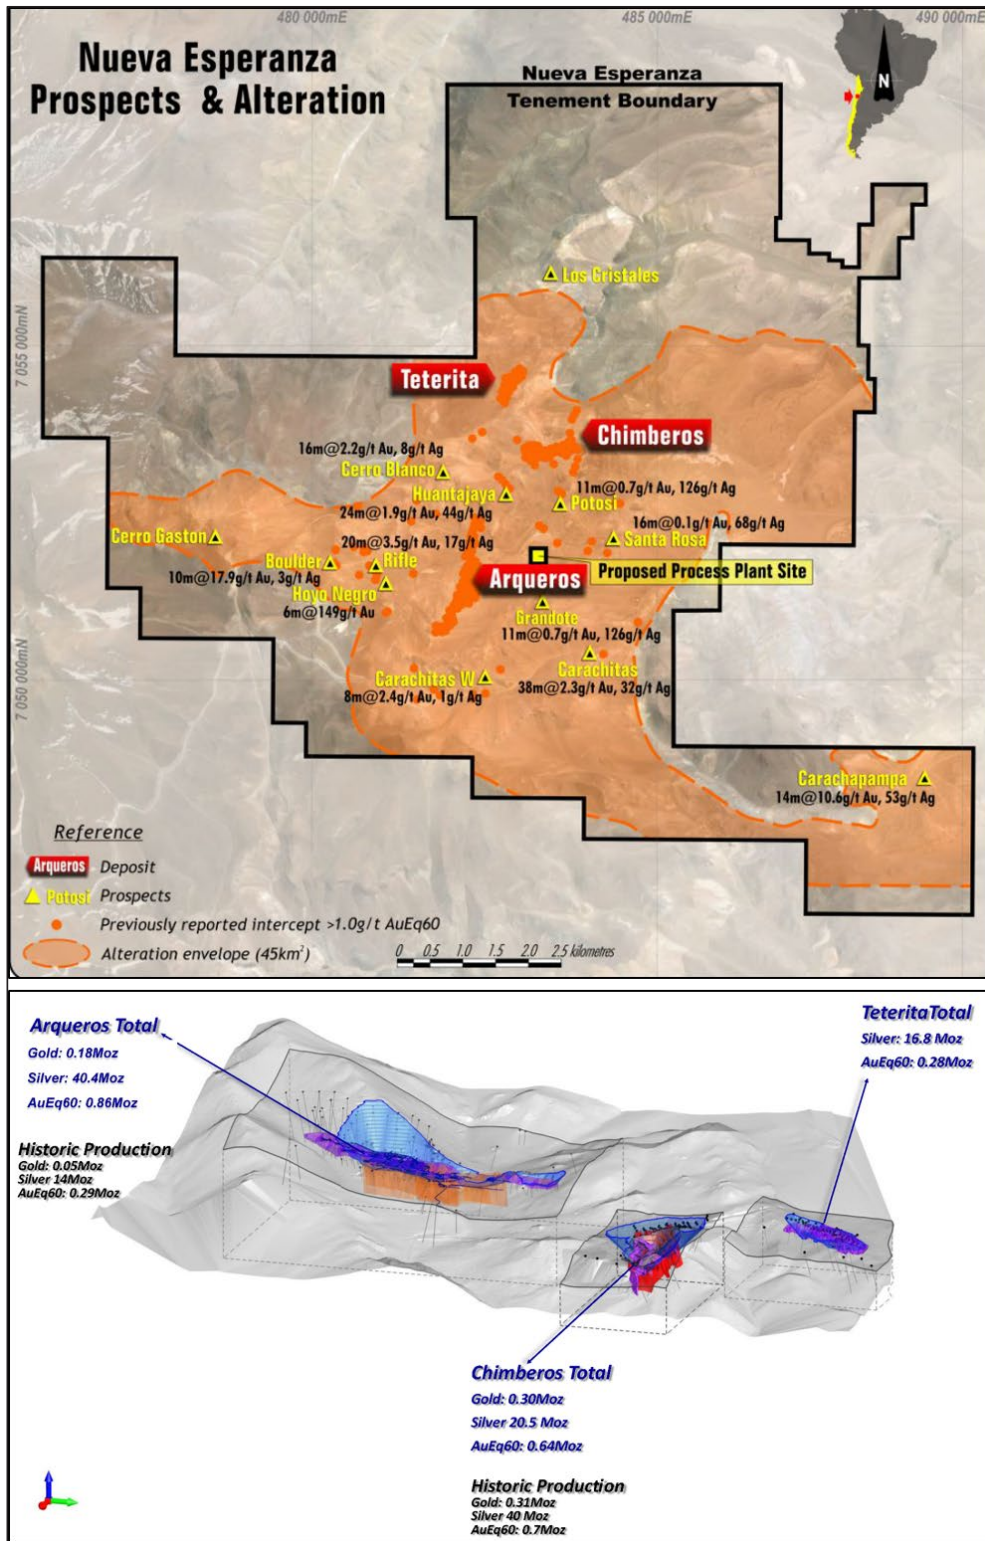 480 000mE
485 000mE
490 000mE
Nueva Esperanza
Prospects & Alteration
Nueva Esperanza
Tenement Boundary
N
7 055 000mN
7 050 000mN
Los Cristales
Teterita
Chimberos
16m@2.2g/t Au, 8g/t Ag
Cerro Blanco
Huantajaya
24m@1.9g/t Au, 44g/t Ag
11m@0.7g/t Au, 126g/t Ag
Potosi
16m@0.1g/t Au, 68g/t Ag
Santa Rosa
Cerro Gaston
20m@3.5g/t Au, 17g/t Ag
Boulder
Rifle
10m@17.9g/t Au, 3g/t Ag
Hoyo Negro
6m@149g/t Au
Proposed Process Plant Site
Arqueros
Grandote
11m@0.7g/t Au, 126g/t Ag
Carachitas
38m@2.3g/t Au, 32g/t Ag
Carachitas W
8m@2.4g/t Au, 1g/t Ag
Carachapampa
14m@10.6g/t Au, 53g/t Ag
Reference
Arqueros Deposit
Potosi Prospects
Previously reported intercept >1.0g/t AuEq60
Alteration envelope (45km²)
0 0.5 1.0 1.5 2.0 2.5 kilometres
Arqueros Total
Gold: 0.18Moz
Silver: 40.4Moz
AuEq60: 0.86Moz
Historic Production
Gold: 0.05Moz
Silver 14Moz
AuEq60: 0.29Moz
TeteritaTotal
Silver: 16.8 Moz
AuEq60: 0.28Moz
Chimberos Total
Gold: 0.30Moz
Silver 20.5 Moz
AuEq60: 0.64Moz
Historic Production
Gold: 0.31Moz
Silver 40 Moz
AuEq60: 0.7Moz